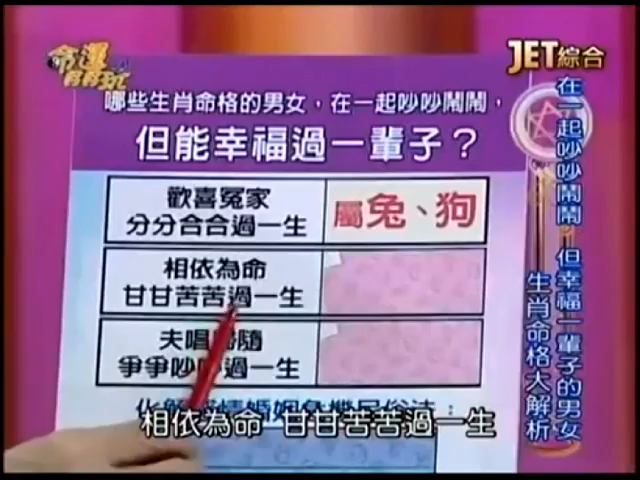 命運
好好玩
JET綜合
哪些生肖命格的男女，在一起吵吵鬧鬧，
但能幸福過一輩子？
歡喜冤家
分分合合過一生
屬兔、狗
相依為命
甘甘苦苦過一生
夫唱婦隨
爭爭吵吵過一生
相依為命 甘甘苦苦過一生
在一起吵吵鬧鬧，但幸福一輩子的男女
生肖命格大解析